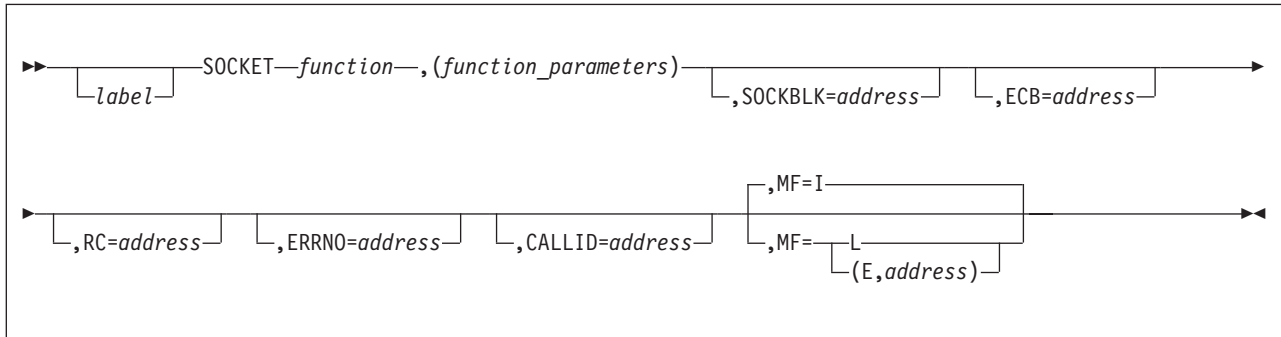 SOCKET function ,(function_parameters)
label ,SOCKBLK=address ,ECB=address
,MF=I
,RC=address ,ERRNO=address ,CALLID=address ,MF= L
(E,address)